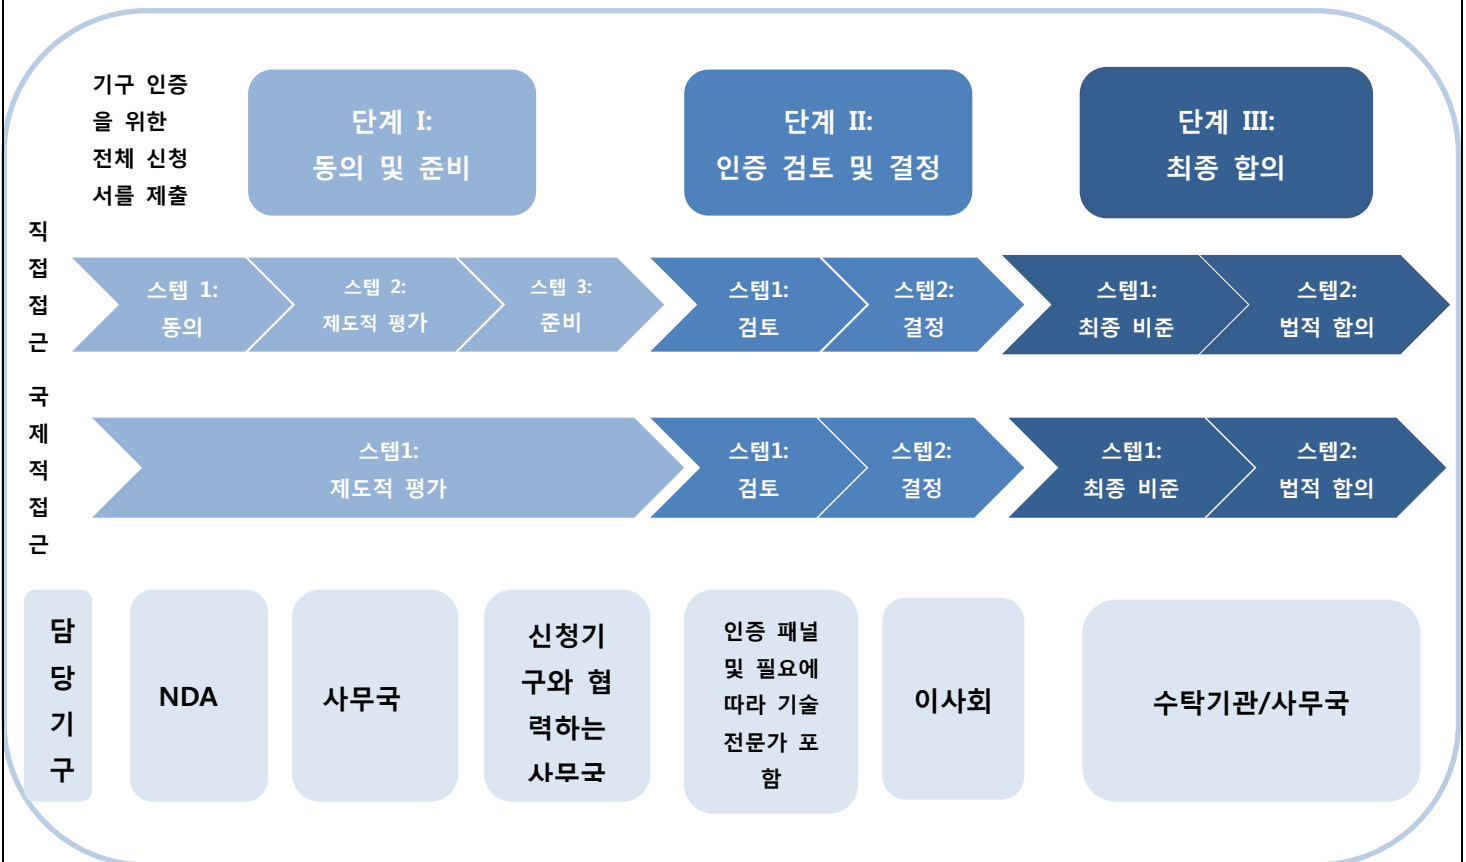 기구 인증
을 위한
전체 신청
서를 제출
단계 I:
동의 및 준비
단계 II:
인증 검토 및 결정
단계 III:
최종 합의
직
접
접
근
스텝 1:
동의
스텝 2:
제도적 평가
스텝 3:
준비
스텝1:
검토
스텝2:
결정
스텝1:
최종 비준
스텝2:
법적 합의
국
제
적
접
근
스텝1:
제도적 평가
스텝1:
검토
스텝2:
결정
스텝1:
최종 비준
스텝2:
법적 합의
담
당
기
구
NDA
사무국
신청기
구와 협
력하는
사무국
인증 패널
및 필요에
따라 기술
전문가 포
함
이사회
수탁기관/사무국